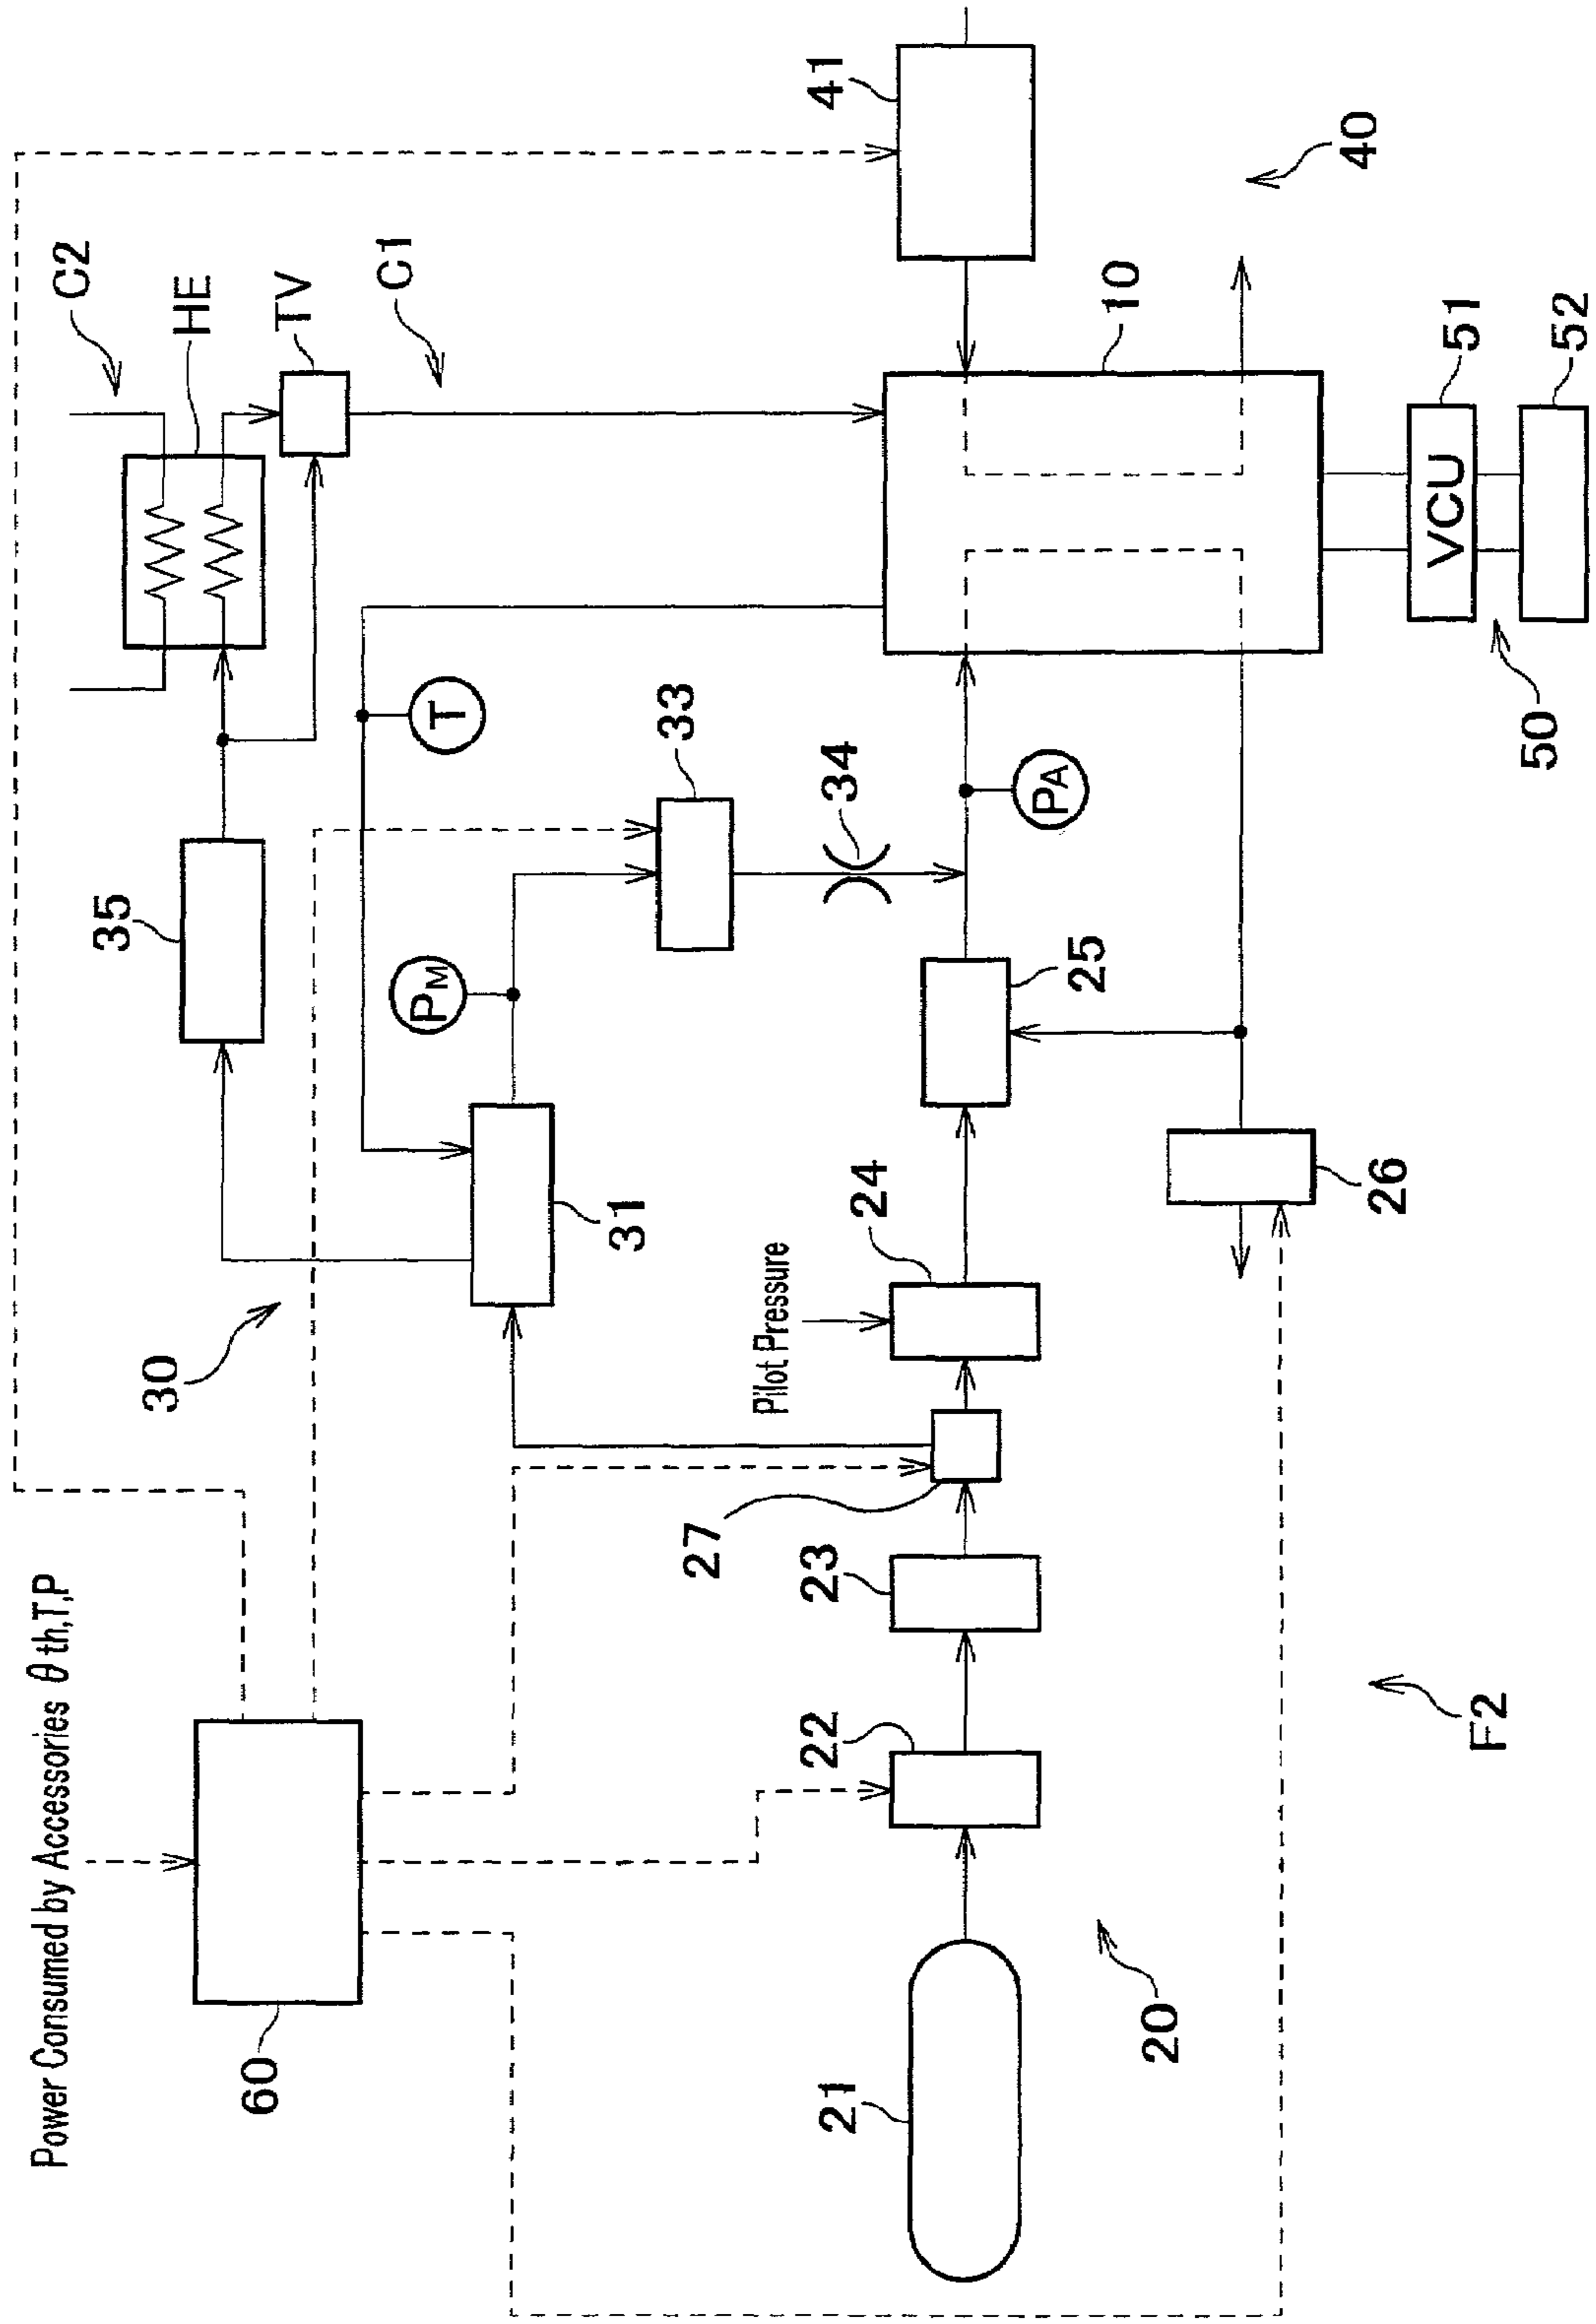 Power Consumed by Accessories θth,T,P
60
30
35
C2
HE
TV
C1
41
40
T
PM
33
34
PA
10
31
Pilot Pressure
27
21
22
23
24
25
26
20
F2
50
VCU
51
52